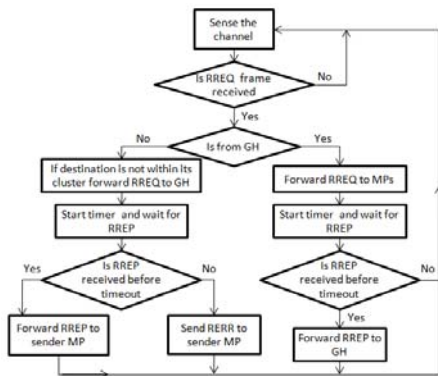 Sense the
channel
Is RREQ frame
received
No
Yes
Is from GH
No
Yes
If destination is not within its
cluster forward RREQ to GH
Forward RREQ to MPs
Start timer and wait for
RREP
Start timer and wait for
RREP
Is RREP
received before
timeout
Is RREP
received before
timeout
Yes
No
No
Yes
Forward RREP to
sender MP
Send RERR to
sender MP
Forward RREP to
GH